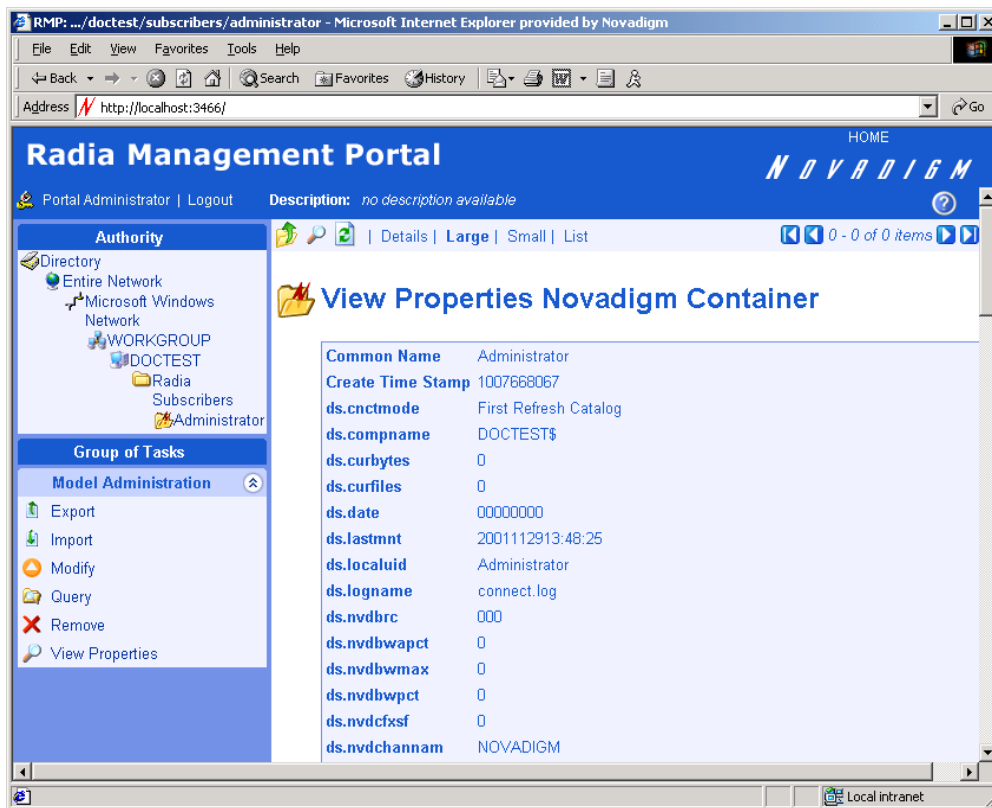 RMP: .../doctest/subscribers/administrator - Microsoft Internet Explorer provided by Novadigm
File Edit View Favorites Tools Help
Back Search Favorites History
Address http://localhost:3466/ Go
HOME
Radia Management Portal
NOVADIGM
Portal Administrator | Logout Description: no description available
Authority
Directory
Entire Network
Microsoft Windows
Network
WORKGROUP
DOCTEST
Radia
Subscribers
Administrator
Group of Tasks
Model Administration
Export
Import
Modify
Query
Remove
View Properties
| Details | Large | Small | List 0 - 0 of 0 items
View Properties Novadigm Container
Common Name Administrator
Create Time Stamp 1007668067
ds.cnctmode First Refresh Catalog
ds.compname DOCTEST$
ds.curbytes 0
ds.curfiles 0
ds.date 00000000
ds.lastmnt 2001112913:48:25
ds.localuid Administrator
ds.logname connect.log
ds.nvdbrc 000
ds.nvdbwapct 0
ds.nvdbwmax 0
ds.nvdbwpct 0
ds.nvdcfxsf 0
ds.nvdchannam NOVADIGM
Local intranet